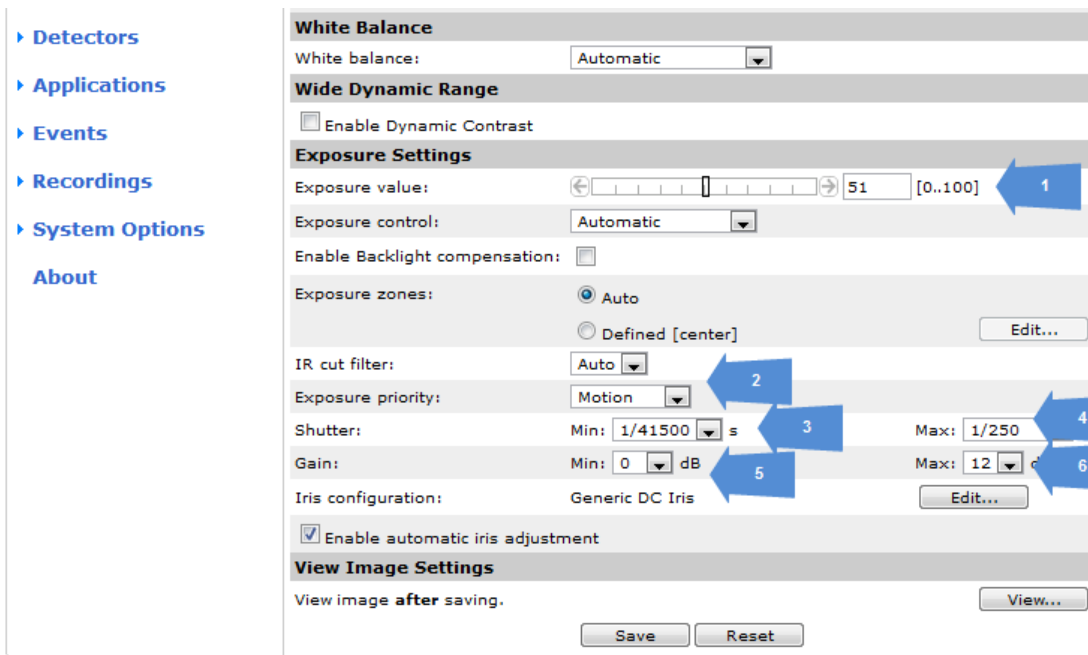 Detectors
Applications
Events
Recordings
System Options
About
White Balance
White balance: Automatic
Wide Dynamic Range
Enable Dynamic Contrast
Exposure Settings
Exposure value: 51 [0..100] 1
Exposure control: Automatic
Enable Backlight compensation:
Exposure zones: Auto
Defined [center] Edit...
IR cut filter: Auto
2
Exposure priority: Motion
Shutter: Min: 1/41500 s 3 Max: 1/250 4
Gain: Min: 0 dB 5 Max: 12 d 6
Iris configuration: Generic DC Iris Edit...
Enable automatic iris adjustment
View Image Settings
View image after saving. View...
Save Reset